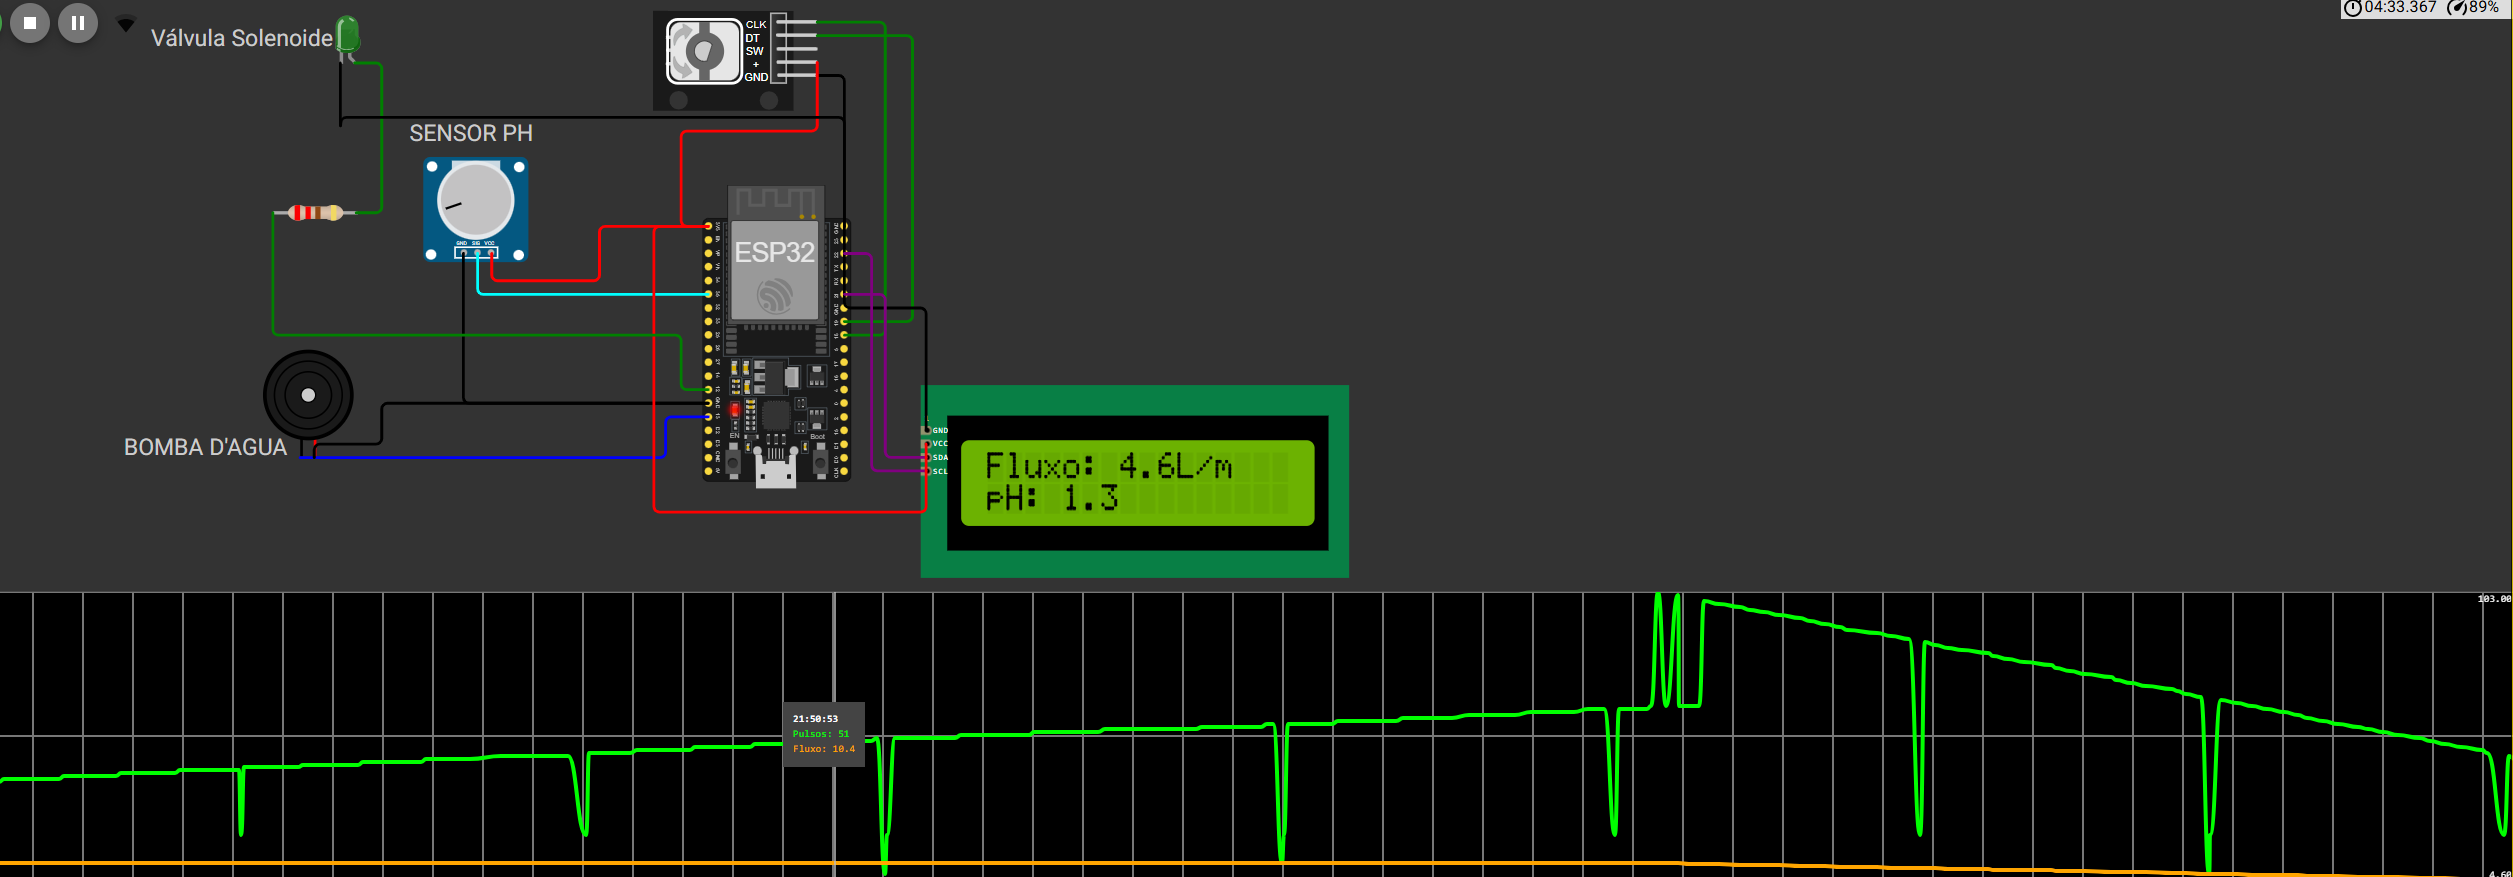 04:33.367 89%
Válvula Solenoide
CLK
DT
SW
+
GND
SENSOR PH
GND SIG VCC
ESP32
EN
Boot
BOMBA D'AGUA
GND
VCC
SDA
SCL
Fluxo: 4.6L/m
pH: 1.3
103.00
21:50:53
Pulsos: 51
Fluxo: 10.4
4.60